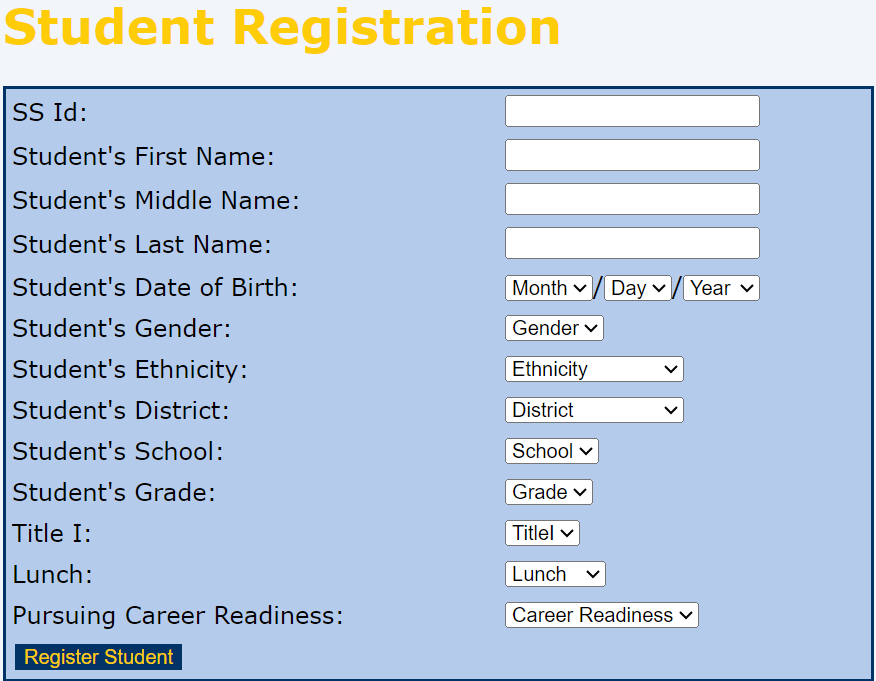 Student Registration
SS Id:
Student's First Name:
Student's Middle Name:
Student's Last Name:
Student's Date of Birth: Month / Day / Year
Student's Gender: Gender
Student's Ethnicity: Ethnicity
Student's District: District
Student's School: School
Student's Grade: Grade
Title I: TitleI
Lunch: Lunch
Pursuing Career Readiness: Career Readiness
Register Student